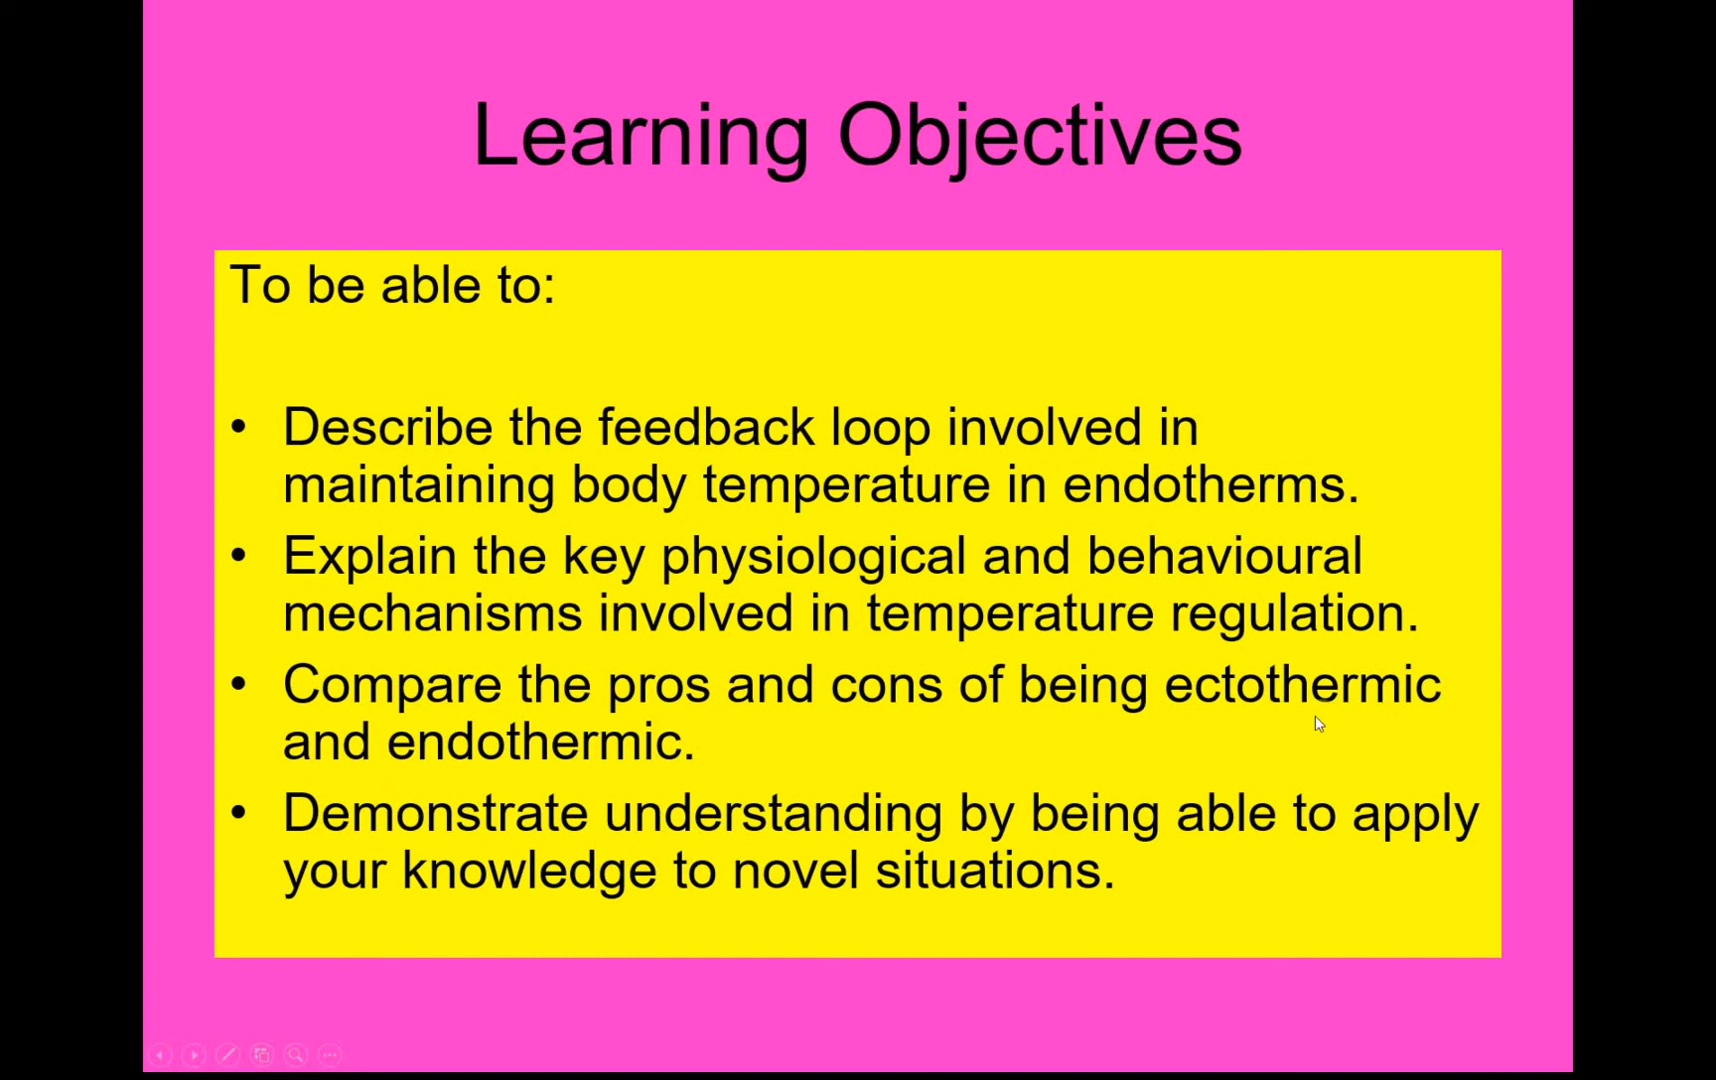 Learning Objectives
To be able to:
• Describe the feedback loop involved in
maintaining body temperature in endotherms.
• Explain the key physiological and behavioural
mechanisms involved in temperature regulation.
• Compare the pros and cons of being ectothermic
and endothermic.
• Demonstrate understanding by being able to apply
your knowledge to novel situations.